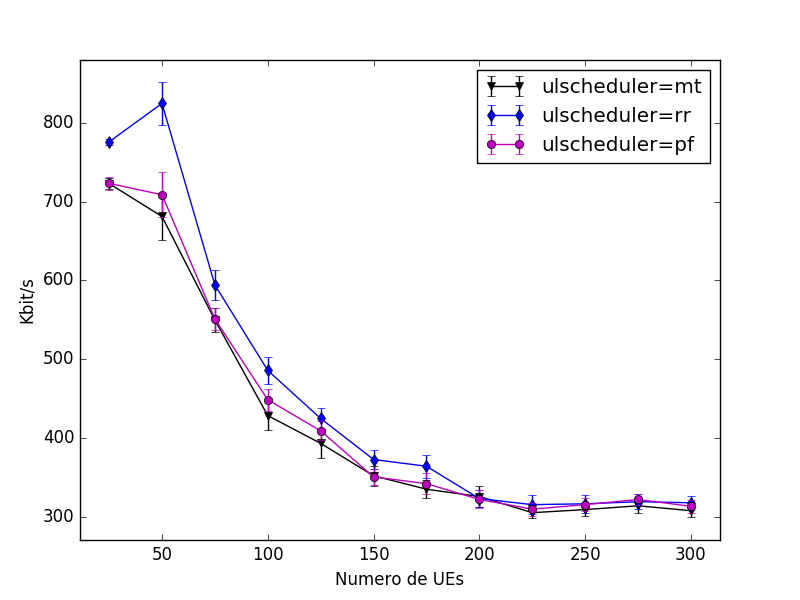 ulscheduler=mt
ulscheduler=rr
ulscheduler=pf
800
700
600
500
400
300
Kbit/s
50 100 150 200 250 300
Numero de UEs